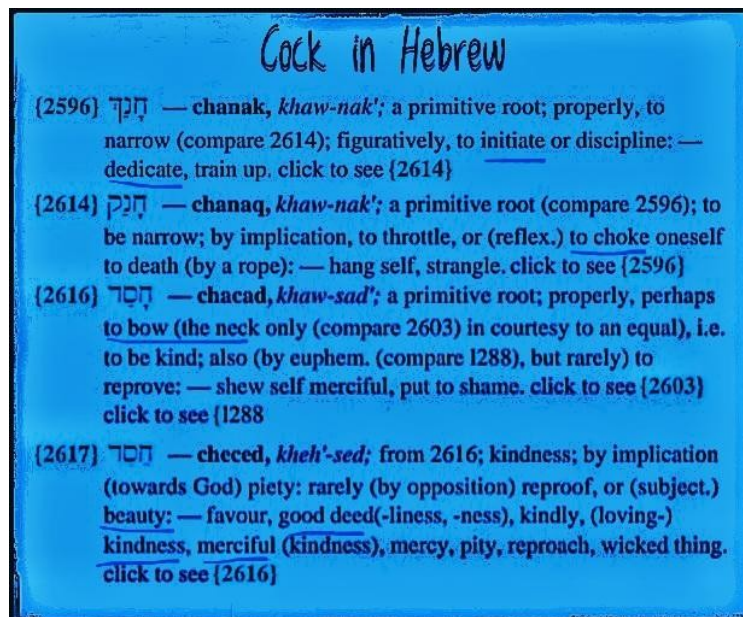 Cock in Hebrew
{2596} חָנַךְ — chanak, khaw-nak'; a primitive root; properly, to
narrow (compare 2614); figuratively, to initiate or discipline: —
dedicate, train up. click to see {2614}
{2614} חָנַק — chanaq, khaw-nak'; a primitive root (compare 2596); to
be narrow; by implication, to throttle, or (reflex.) to choke oneself
to death (by a rope): — hang self, strangle. click to see {2596}
{2616} חָסַד — chacad, khaw-sad'; a primitive root; properly, perhaps
to bow (the neck only (compare 2603) in courtesy to an equal), i.e.
to be kind; also (by euphem. (compare 1288), but rarely) to
reprove: — shew self merciful, put to shame. click to see {2603}
click to see {1288
{2617} חֵסֵד — checed, kheh'-sed; from 2616; kindness; by implication
(towards God) piety: rarely (by opposition) reproof, or (subject.)
beauty: — favour, good deed(-liness, -ness), kindly, (loving-)
kindness, merciful (kindness), mercy, pity, reproach, wicked thing.
click to see {2616}